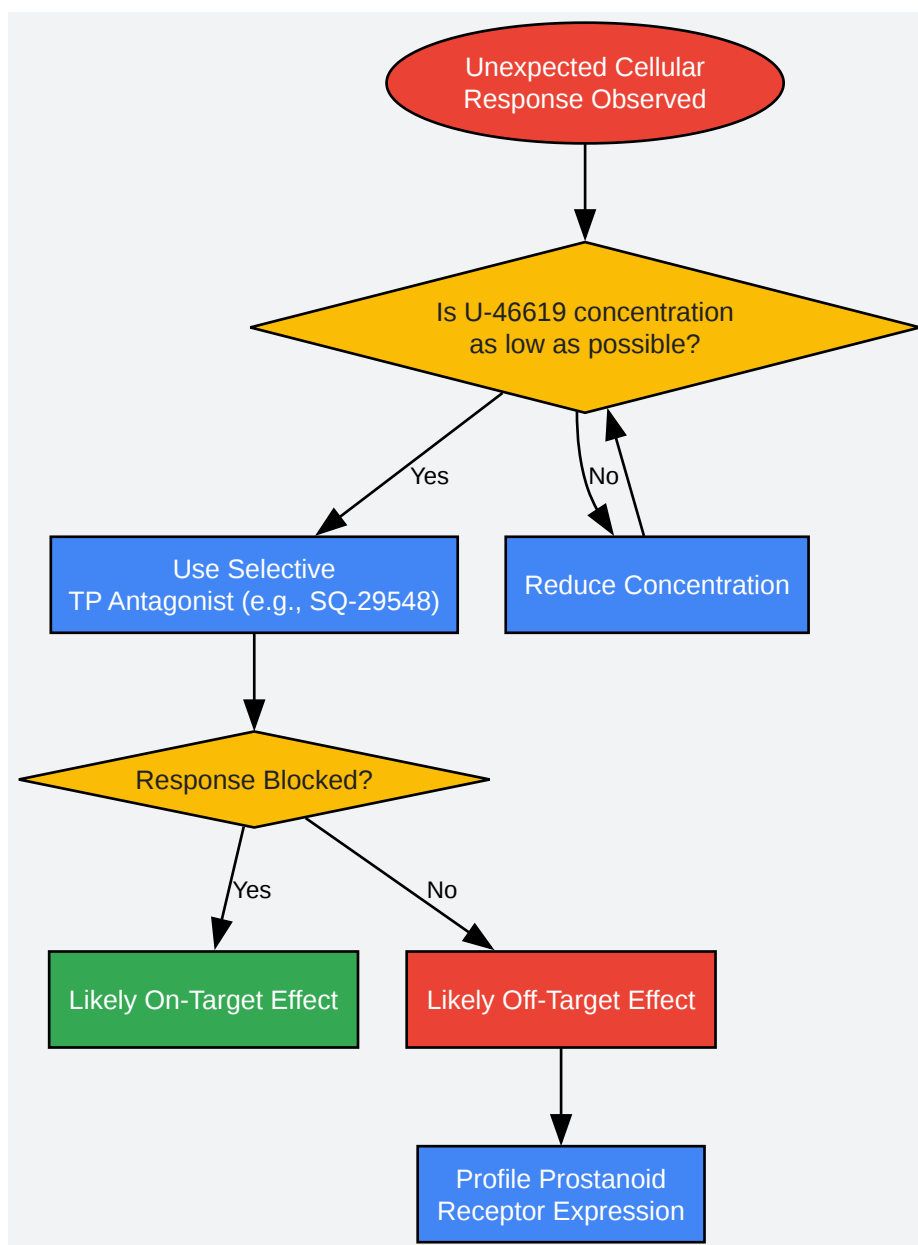 Unexpected Cellular
Response Observed
Is U-46619 concentration
as low as possible?
Yes
No
Use Selective
TP Antagonist (e.g., SQ-29548)
Reduce Concentration
Response Blocked?
Yes
No
Likely On-Target Effect
Likely Off-Target Effect
Profile Prostanoid
Receptor Expression